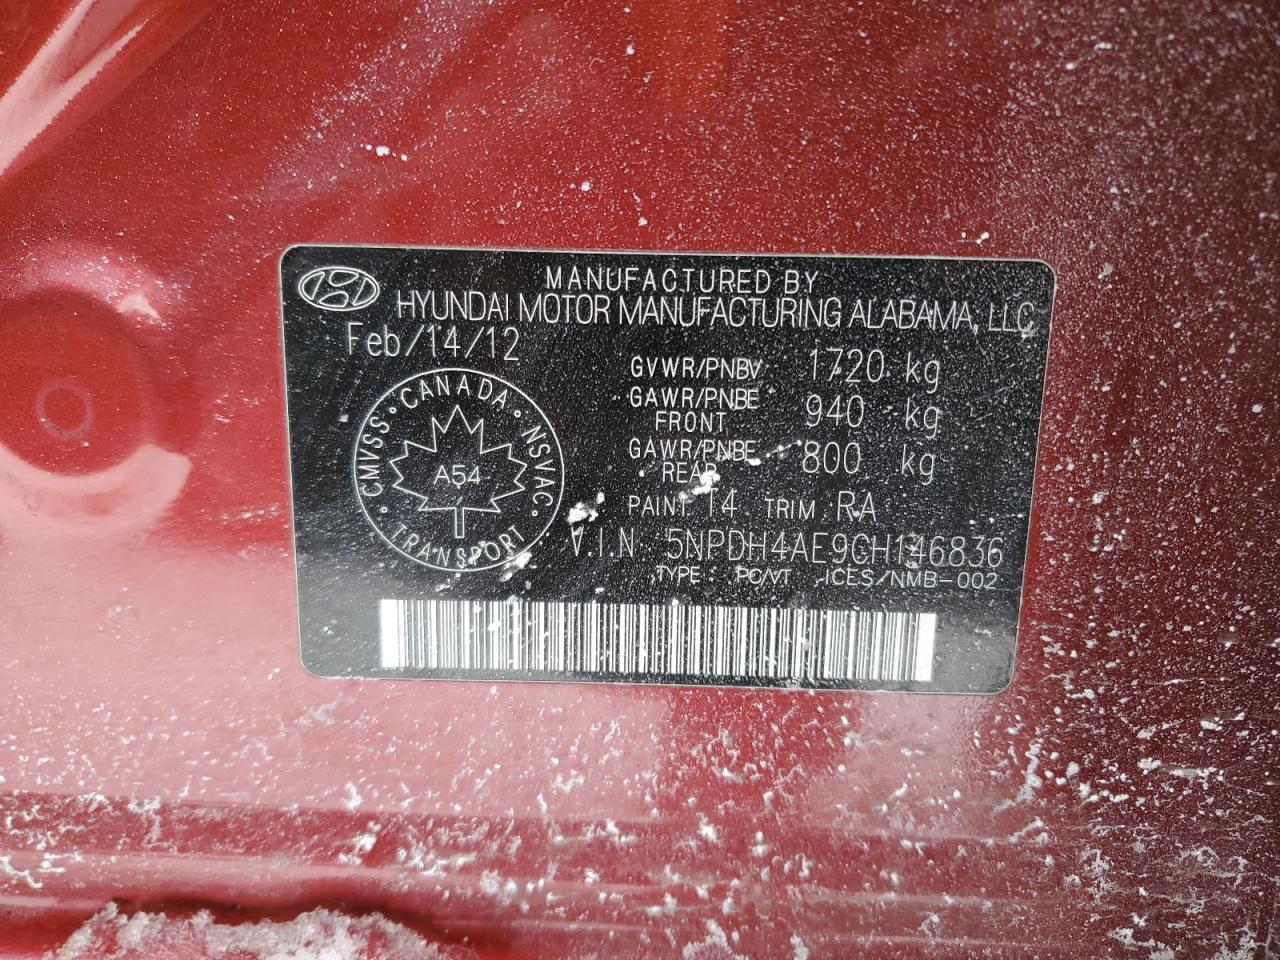 MANUFACTURED BY
HYUNDAI MOTOR MANUFACTURING ALABAMA, LLC
Feb/14/12
GVWR/PNBV 1720 kg
GAWR/PNBE FRONT 940 kg
GAWR/PNBE REAR 800 kg
CANADA · NSVAC · TRANSPORT · CMVSS ·
A54
PAINT T4 TRIM RA
V.I.N 5NPDH4AE9CH146836
TYPE : PC/VT ICES/NMB-002